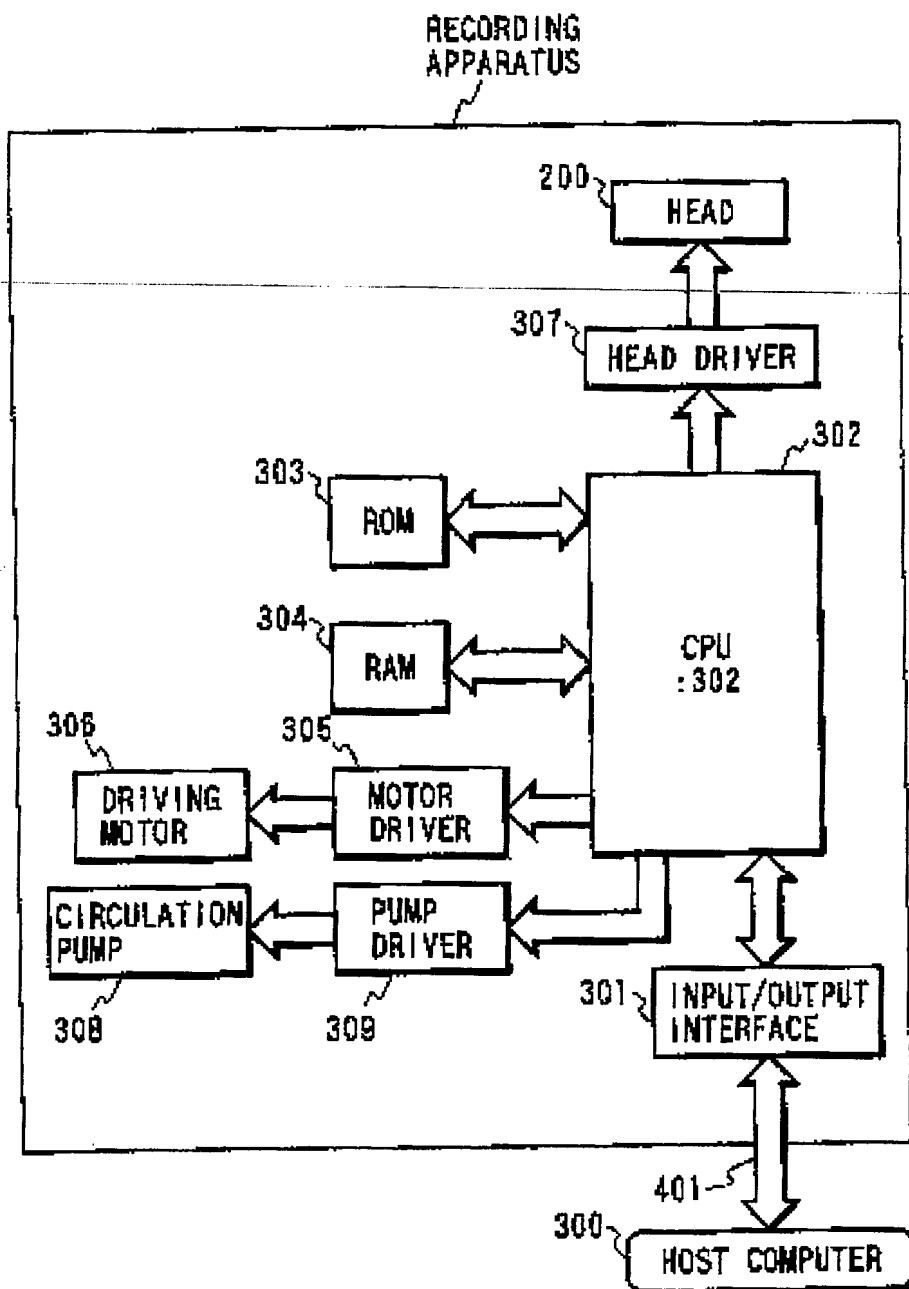 RECORDING
APPARATUS
200
HEAD
307
HEAD DRIVER
302
303
ROM
304
RAM
CPU
:302
306
305
DRIVING
MOTOR
MOTOR
DRIVER
CIRCULATION
PUMP
PUMP
DRIVER
308
309
301
INPUT/OUTPUT
INTERFACE
401
300
HOST COMPUTER